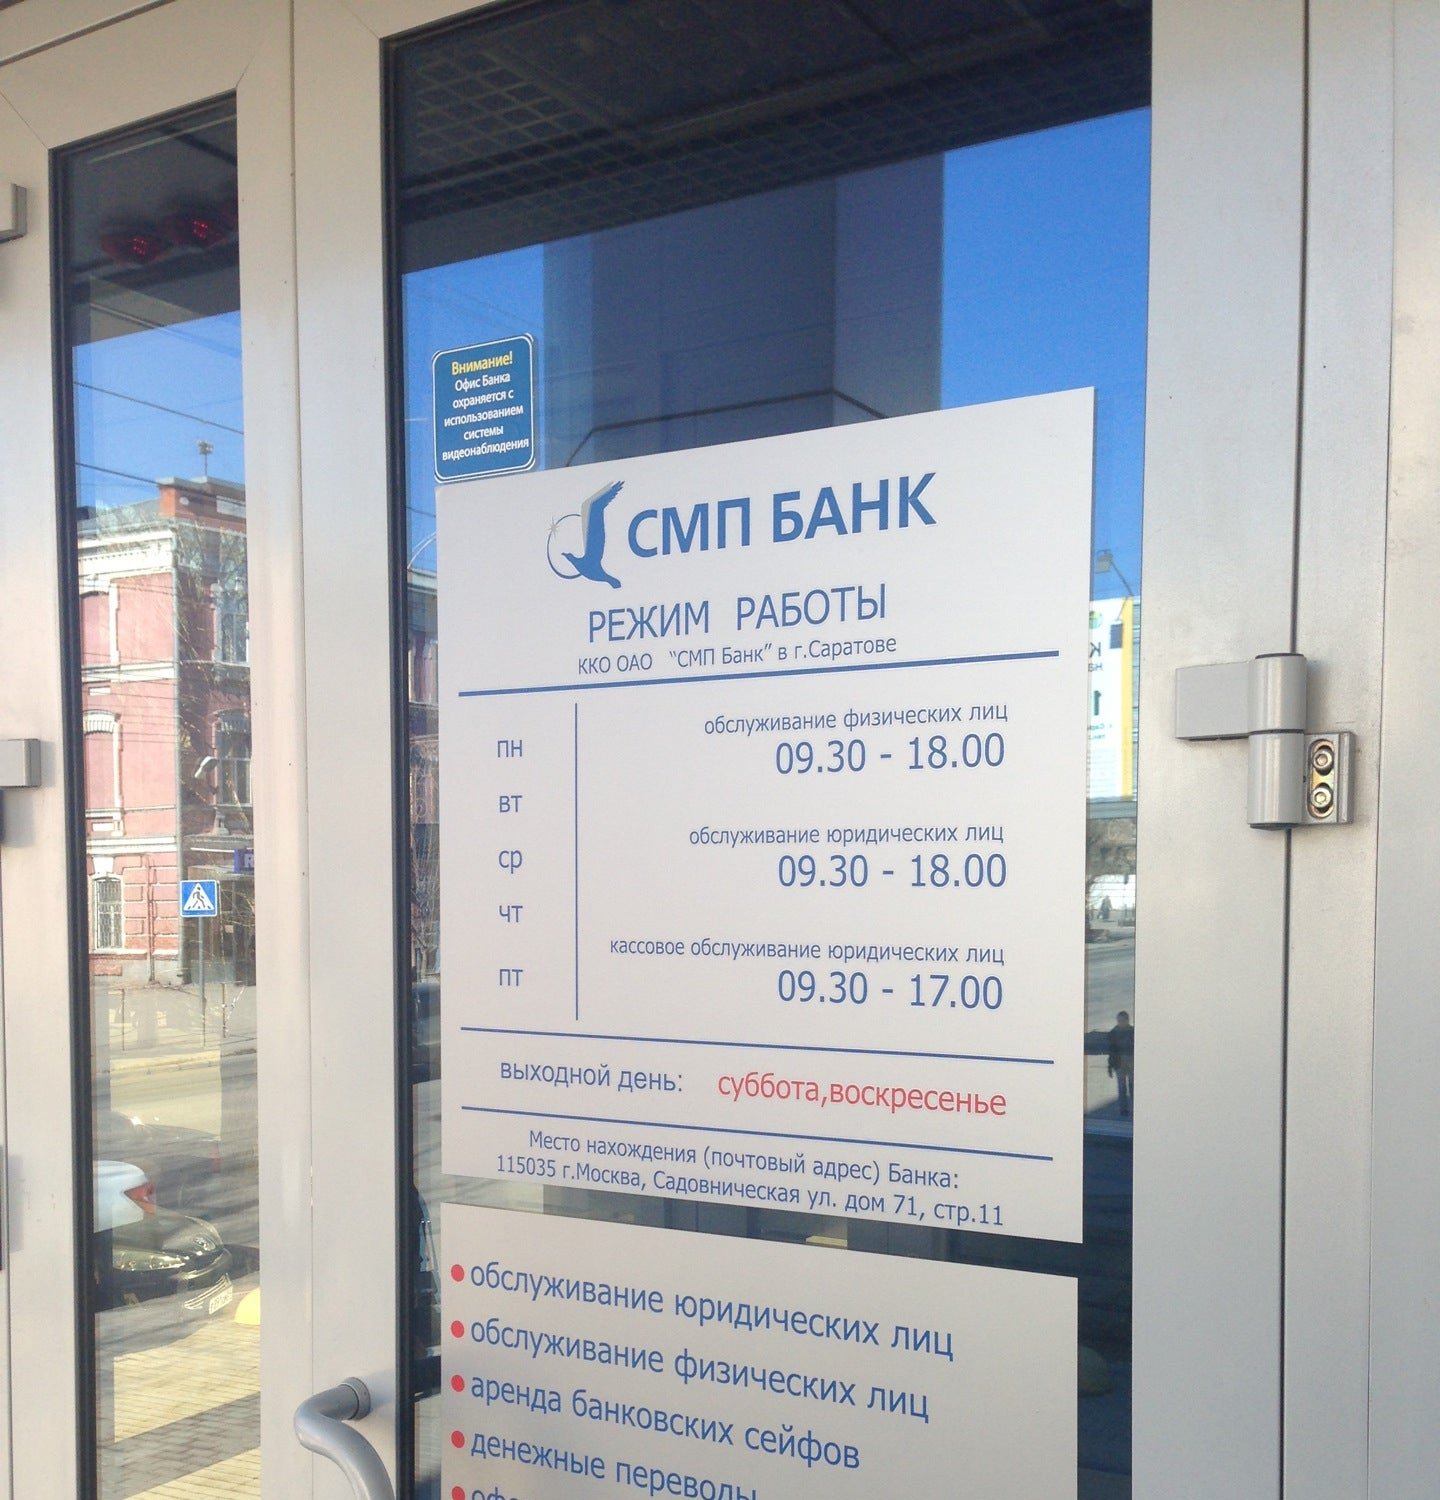 Внимание!
Офис Банка
охраняется с
использованием
системы
видеонаблюдения
СМП БАНК
РЕЖИМ РАБОТЫ
ККО ОАО "СМП Банк" в г.Саратове
пн
вт
ср
чт
пт
обслуживание физических лиц
09.30 - 18.00
обслуживание юридических лиц
09.30 - 18.00
кассовое обслуживание юридических лиц
09.30 - 17.00
выходной день: суббота,воскресенье
Место нахождения (почтовый адрес) Банка:
115035 г.Москва, Садовническая ул. дом 71, стр.11
обслуживание юридических лиц
обслуживание физических лиц
аренда банковских сейфов
денежные переводы